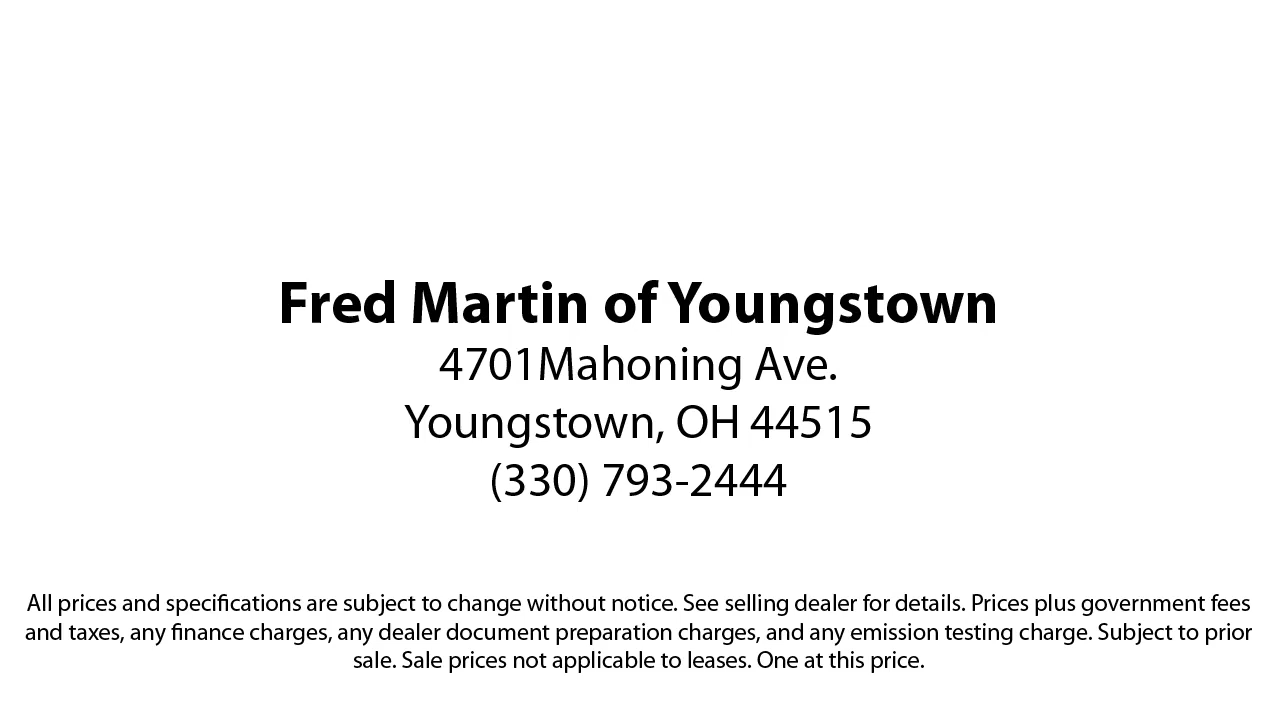 Fred Martin of Youngstown
4701Mahoning Ave.
Youngstown, OH 44515
(330) 793-2444
All prices and specifications are subject to change without notice. See selling dealer for details. Prices plus government fees
and taxes, any finance charges, any dealer document preparation charges, and any emission testing charge. Subject to prior
sale. Sale prices not applicable to leases. One at this price.